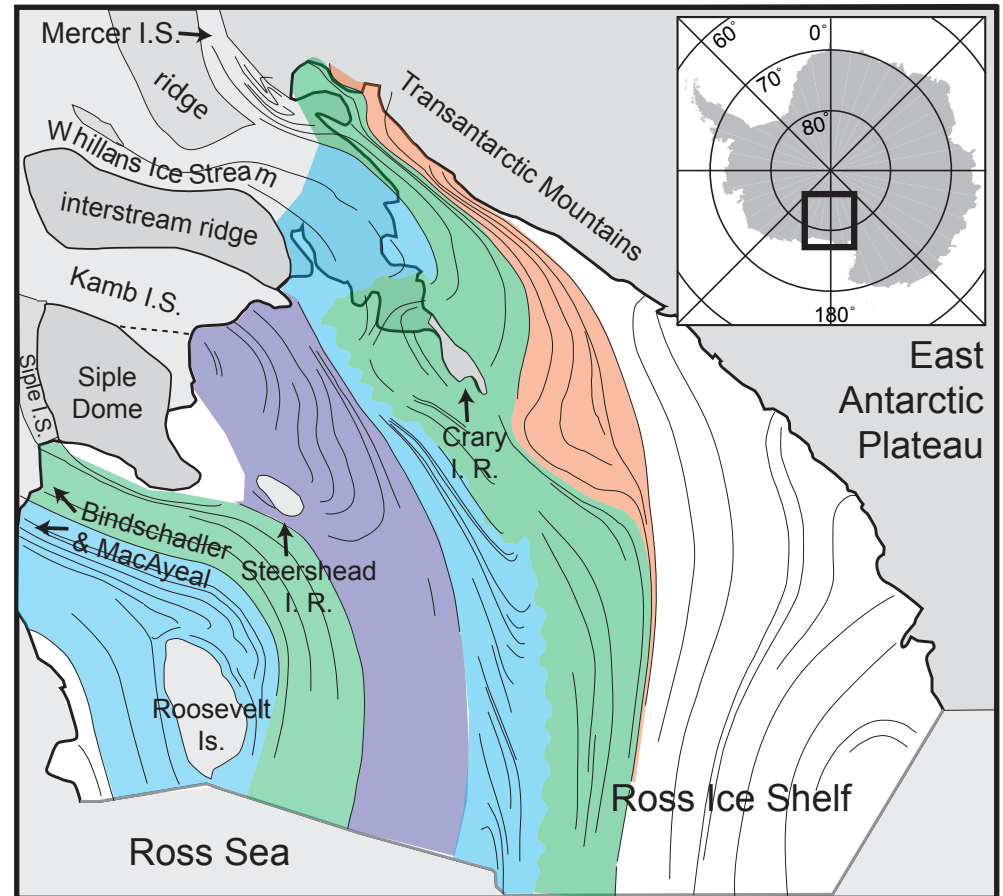 Mercer I.S.
ridge
Whillans Ice Stream
interstream ridge
Kamb I.S.
Siple I.S.
Siple
Dome
Bindschadler
& MacAyeal
Steershead
I. R.
Crary
I. R.
Roosevelt
Is.
Transantarctic Mountains
60°
0°
70°
80°
180°
East
Antarctic
Plateau
Ross Ice Shelf
Ross Sea